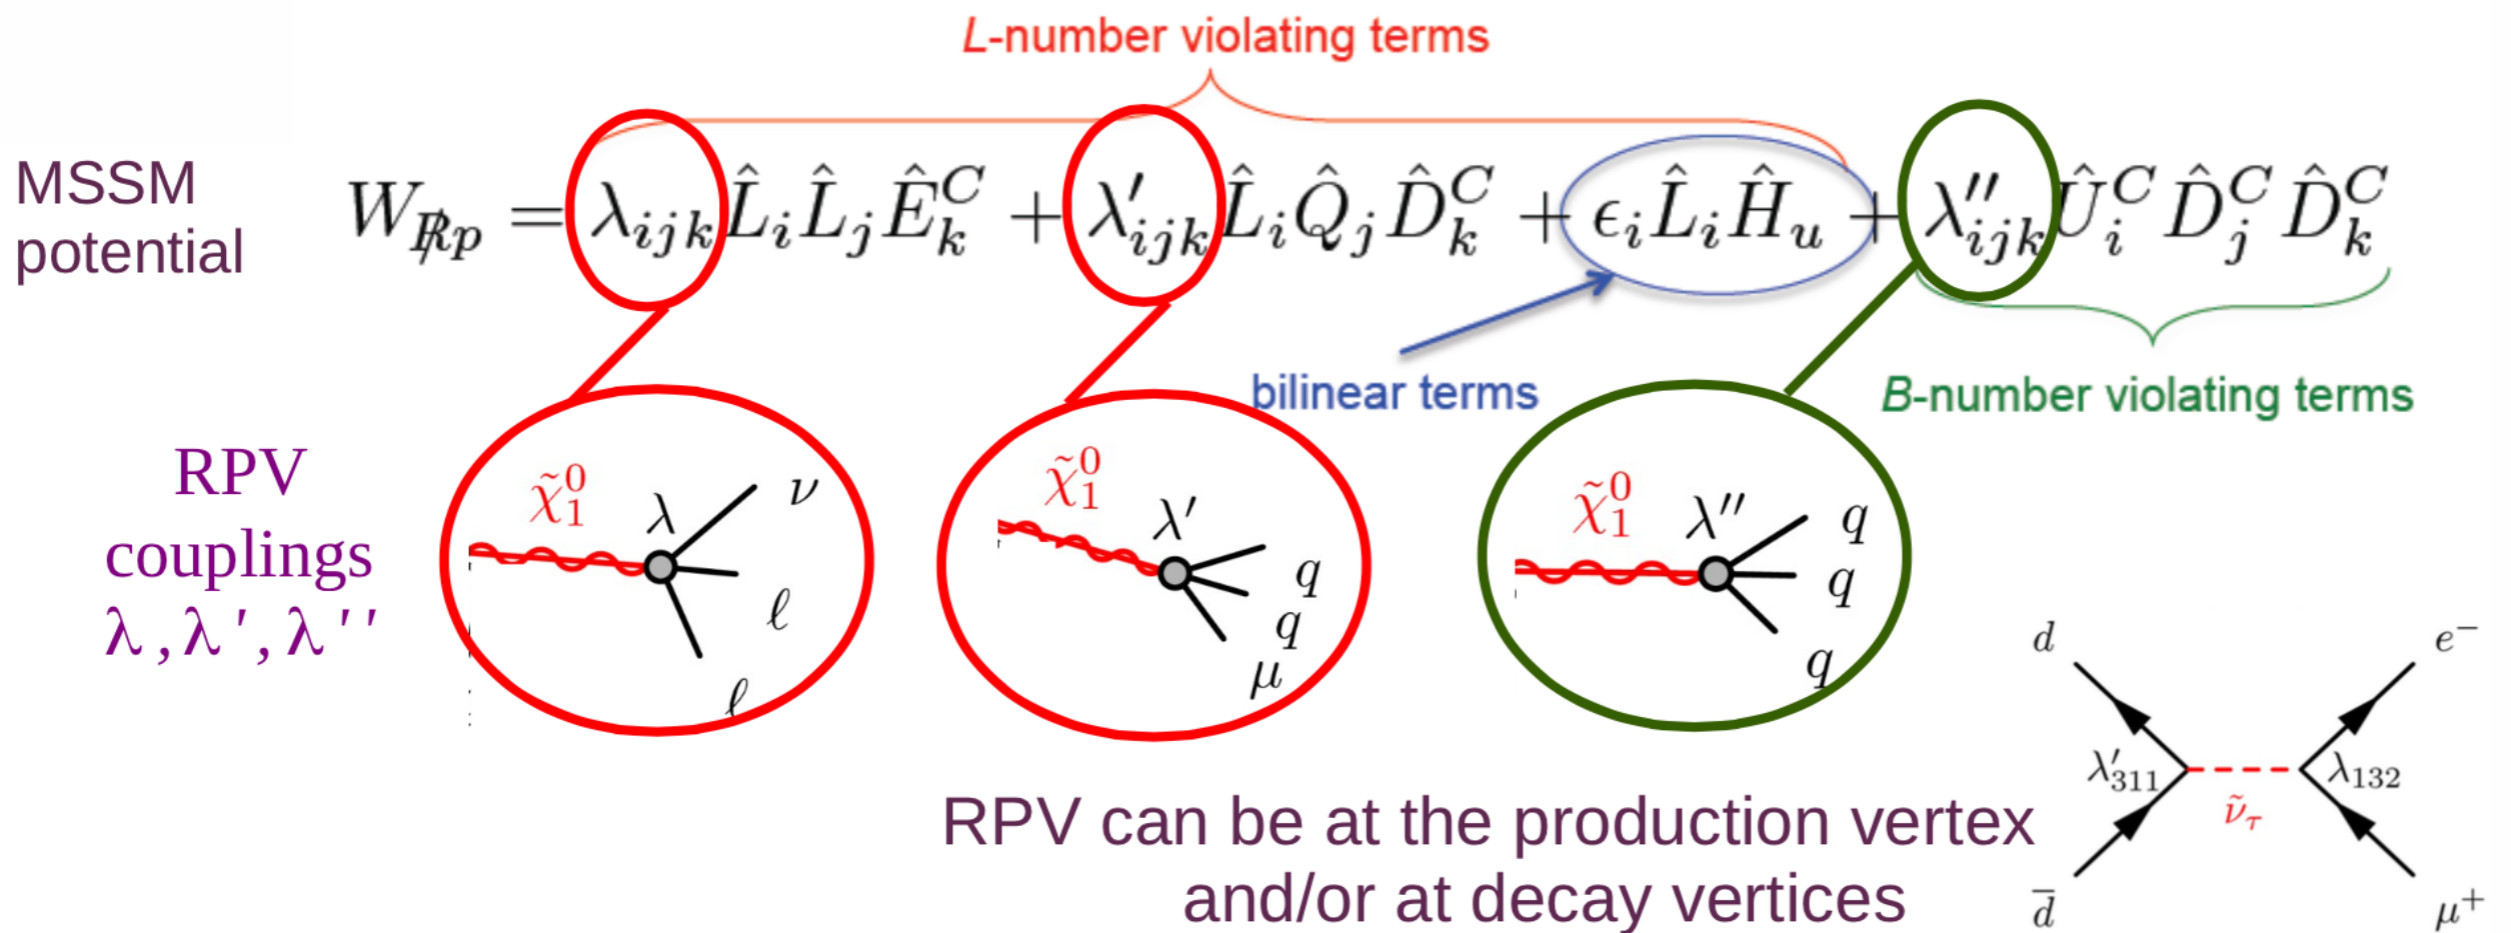 L-number violating terms
MSSM
potential
W_{R̸p} = λ_{ijk} L̂_i L̂_j Ê_k^C + λ′_{ijk} L̂_i Q̂_j D̂_k^C + ϵ_i L̂_i Ĥ_u + λ″_{ijk} Û_i^C D̂_j^C D̂_k^C
bilinear terms
B-number violating terms
RPV
couplings
λ , λ ' , λ ' '
χ̃_1^0 λ ν
ℓ
ℓ
χ̃_1^0 λ′
q
q
μ
χ̃_1^0 λ″ q
q
q
d e⁻
λ′_{311} λ_{132}
ν̃_τ
d̄ μ⁺
RPV can be at the production vertex
and/or at decay vertices